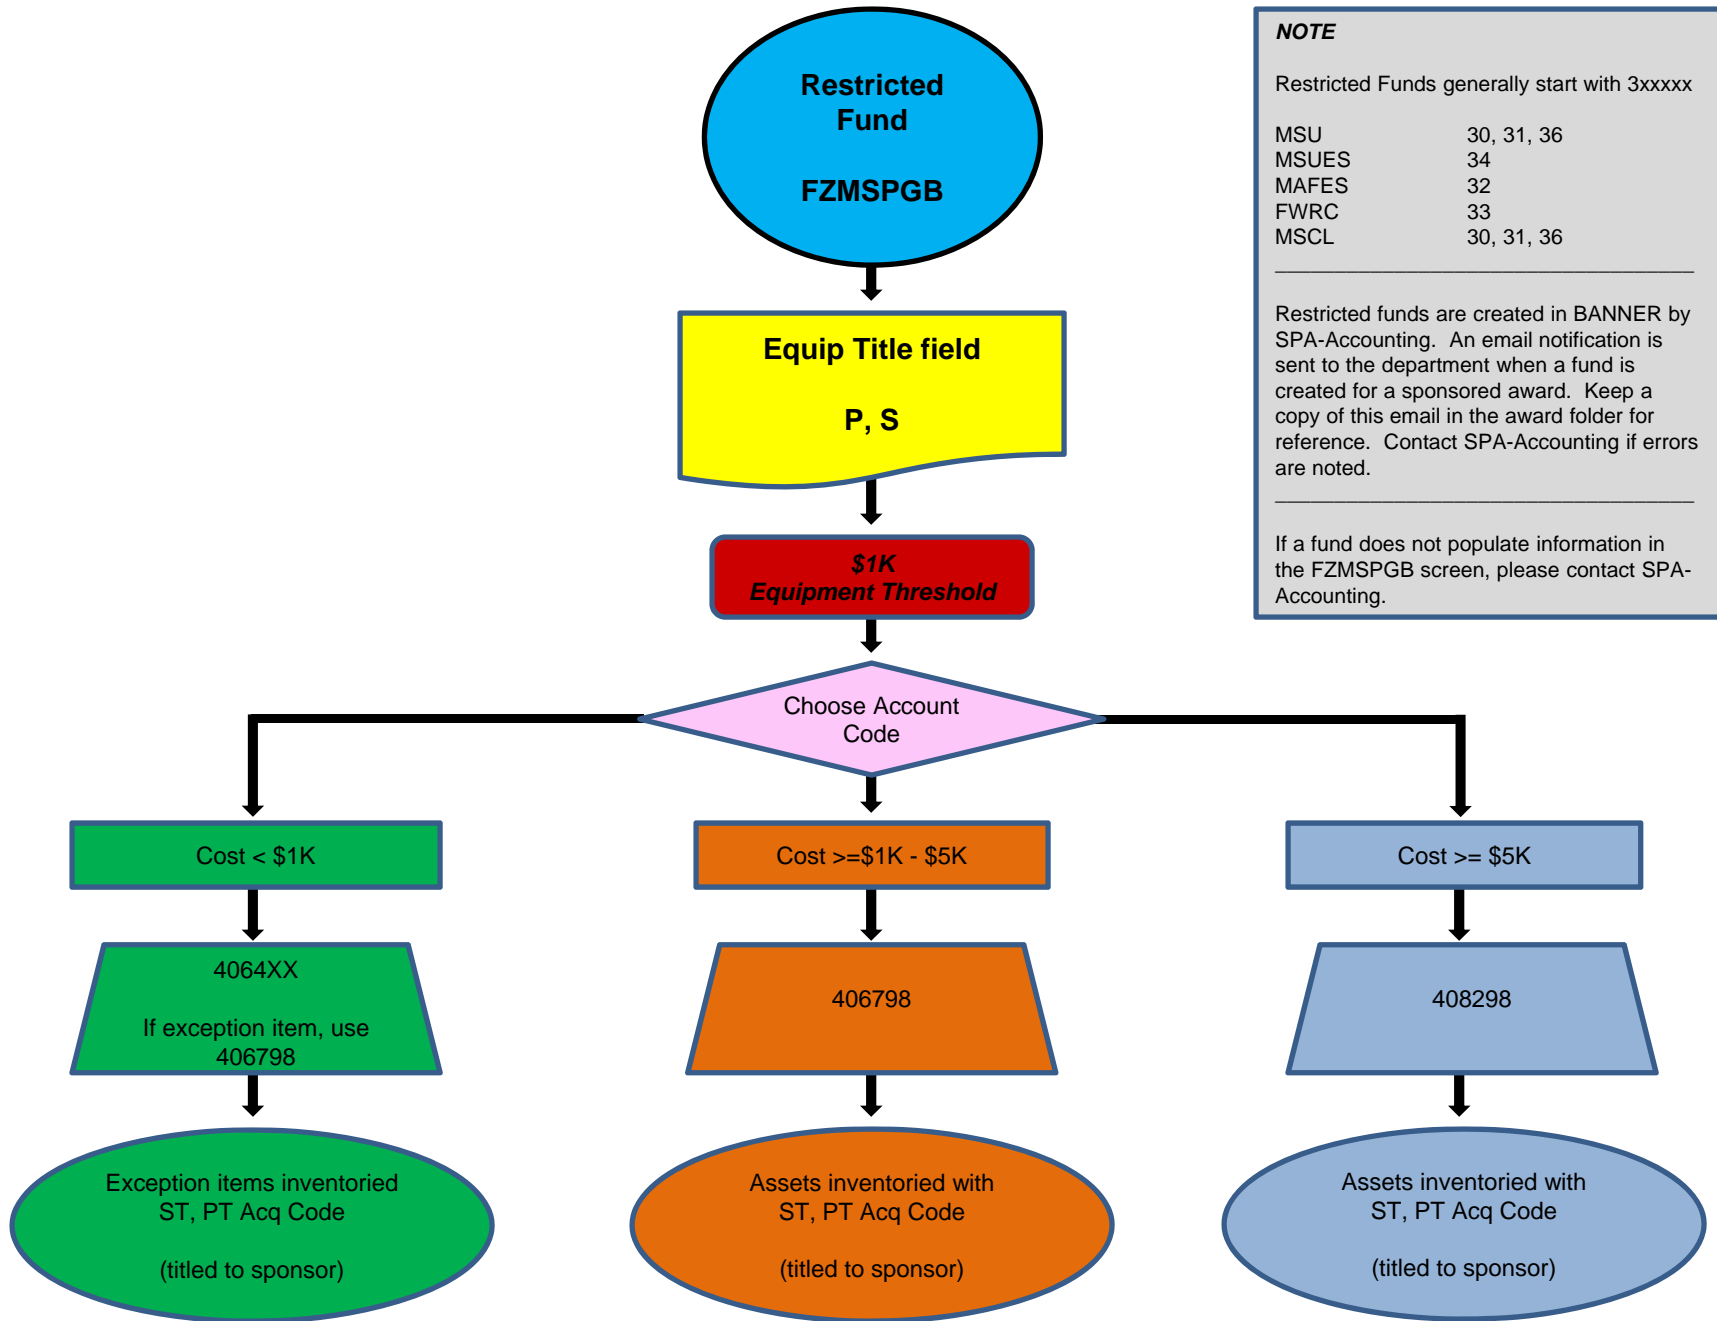 Restricted
Fund
FZMSPGB
Equip Title field
P, S
$1K
Equipment Threshold
Choose Account
Code
Cost < $1K
4064XX
If exception item, use
406798
Exception items inventoried
ST, PT Acq Code
(titled to sponsor)
Cost >=$1K - $5K
406798
Assets inventoried with
ST, PT Acq Code
(titled to sponsor)
Cost >= $5K
408298
Assets inventoried with
ST, PT Acq Code
(titled to sponsor)
NOTE
Restricted Funds generally start with 3xxxxx
MSU 30, 31, 36
MSUES 34
MAFES 32
FWRC 33
MSCL 30, 31, 36
Restricted funds are created in BANNER by
SPA-Accounting.  An email notification is
sent to the department when a fund is
created for a sponsored award.  Keep a
copy of this email in the award folder for
reference.  Contact SPA-Accounting if errors
are noted.
If a fund does not populate information in
the FZMSPGB screen, please contact SPA-
Accounting.